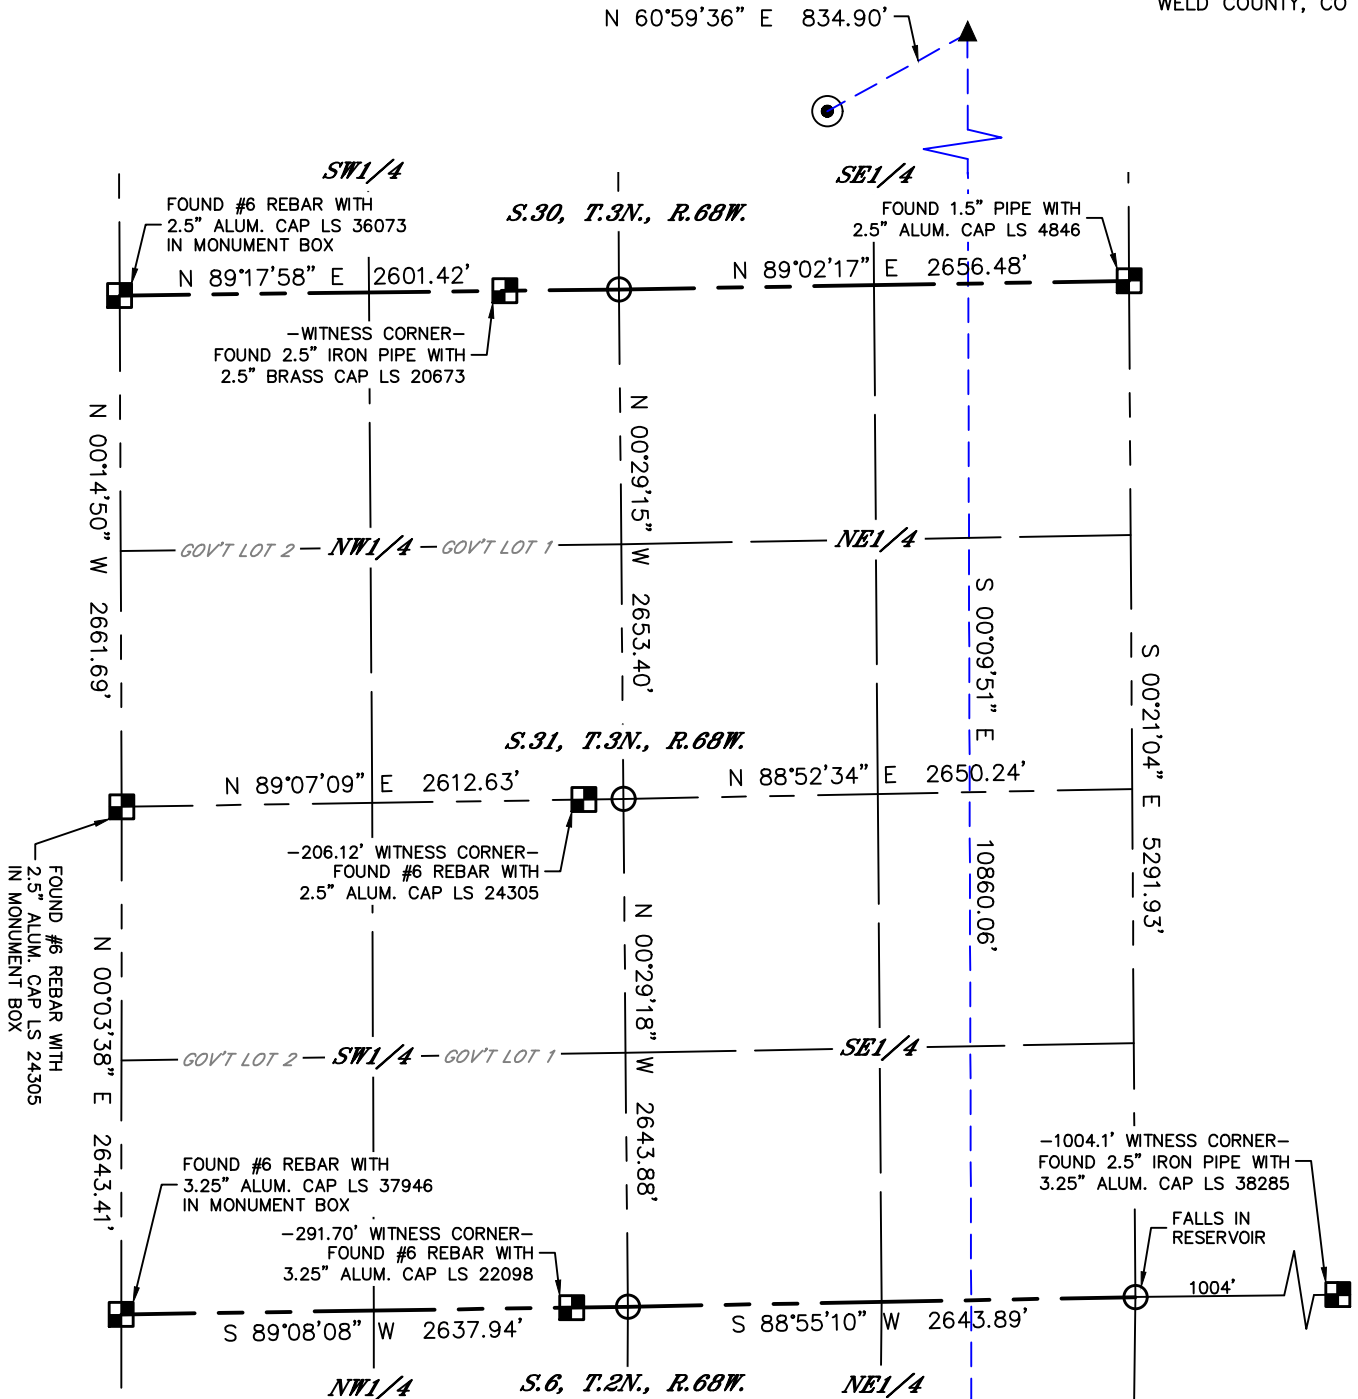 WELD COUNTY, CO
N 60°59'36" E 834.90'
SW1/4
SE1/4
FOUND #6 REBAR WITH
2.5" ALUM. CAP LS 36073
IN MONUMENT BOX
S.30, T.3N., R.68W.
FOUND 1.5" PIPE WITH
2.5" ALUM. CAP LS 4846
N 89°17'58" E 2601.42'
N 89°02'17" E 2656.48'
-WITNESS CORNER-
FOUND 2.5" IRON PIPE WITH
2.5" BRASS CAP LS 20673
N 00°14'50" W 2661.69'
N 00°29'15" W 2653.40'
GOV'T LOT 2
NW1/4
GOV'T LOT 1
NE1/4
S 00°09'51" E 10860.06'
S 00°21'04" E 5291.93'
S.31, T.3N., R.68W.
N 89°07'09" E 2612.63'
N 88°52'34" E 2650.24'
-206.12' WITNESS CORNER-
FOUND #6 REBAR WITH
2.5" ALUM. CAP LS 24305
FOUND #6 REBAR WITH
2.5" ALUM. CAP LS 24305
IN MONUMENT BOX
N 00°03'38" E 2643.41'
N 00°29'18" W 2643.88'
GOV'T LOT 2
SW1/4
GOV'T LOT 1
SE1/4
FOUND #6 REBAR WITH
3.25" ALUM. CAP LS 37946
IN MONUMENT BOX
-1004.1' WITNESS CORNER-
FOUND 2.5" IRON PIPE WITH
3.25" ALUM. CAP LS 38285
-291.70' WITNESS CORNER-
FOUND #6 REBAR WITH
3.25" ALUM. CAP LS 22098
FALLS IN
RESERVOIR
1004'
S 89°08'08" W 2637.94'
S 88°55'10" W 2643.89'
NW1/4
S.6, T.2N., R.68W.
NE1/4